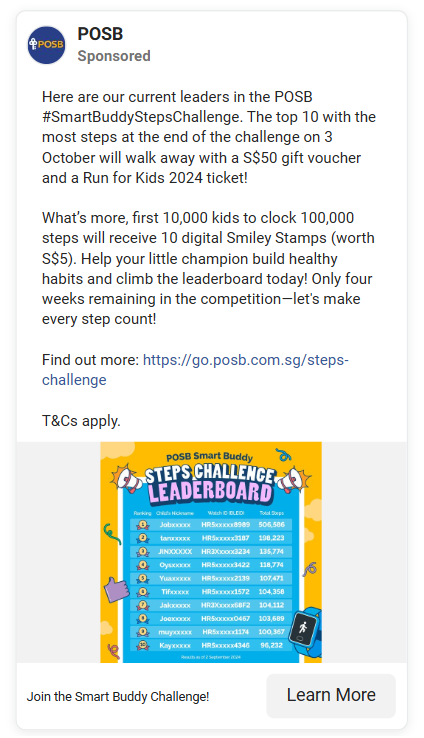 POSB
POSB
Sponsored
Here are our current leaders in the POSB
#SmartBuddyStepsChallenge. The top 10 with the
most steps at the end of the challenge on 3
October will walk away with a S$50 gift voucher
and a Run for Kids 2024 ticket!
What's more, first 10,000 kids to clock 100,000
steps will receive 10 digital Smiley Stamps (worth
S$5). Help your little champion build healthy
habits and climb the leaderboard today! Only four
weeks remaining in the competition—let's make
every step count!
Find out more: https://go.posb.com.sg/steps-
challenge
T&Cs apply.
POSB Smart Buddy
STEPS CHALLENGE
LEADERBOARD
Ranking Child's Nickname Watch ID (BLEID) Total Steps
1 Jobxxxxx HR5xxxxx8989 506,586
2 tanxxxxx HR5xxxxx3187 198,223
3 JINXXXXX HR3Xxxxx3234 135,774
4 Oysxxxxx HR5xxxxx3422 118,774
5 Yuaxxxxx HR5xxxxx2139 107,471
6 Tifxxxxx HR5xxxxx1572 104,358
7 Jakxxxxx HR3Xxxxx68F2 104,112
8 Joexxxxx HR5xxxxx0467 103,689
9 muyxxxxx HR5xxxxx1174 100,367
10 Kayxxxxx HR5xxxxx4346 96,232
Results as of 2 September 2024
Join the Smart Buddy Challenge!
Learn More